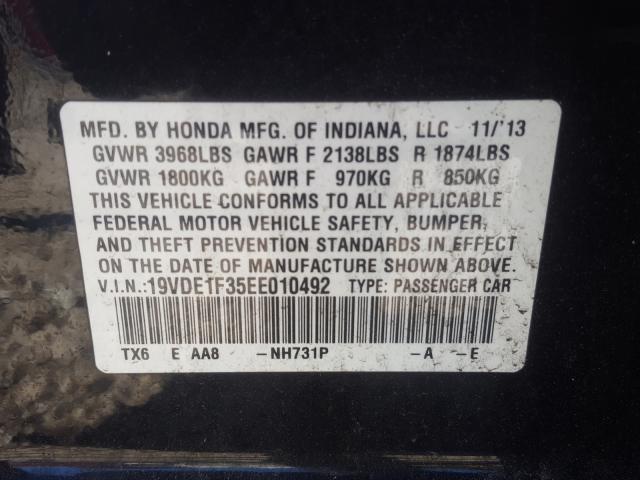 MFD. BY HONDA MFG. OF INDIANA, LLC 11/'13
GVWR 3968LBS GAWR F 2138LBS R 1874LBS
GVWR 1800KG GAWR F 970KG R 850KG
THIS VEHICLE CONFORMS TO ALL APPLICABLE
FEDERAL MOTOR VEHICLE SAFETY, BUMPER,
AND THEFT PREVENTION STANDARDS IN EFFECT
ON THE DATE OF MANUFACTURE SHOWN ABOVE.
V.I.N.:19VDE1F35EE010492 TYPE: PASSENGER CAR
TX6 E AA8 -NH731P -A -E